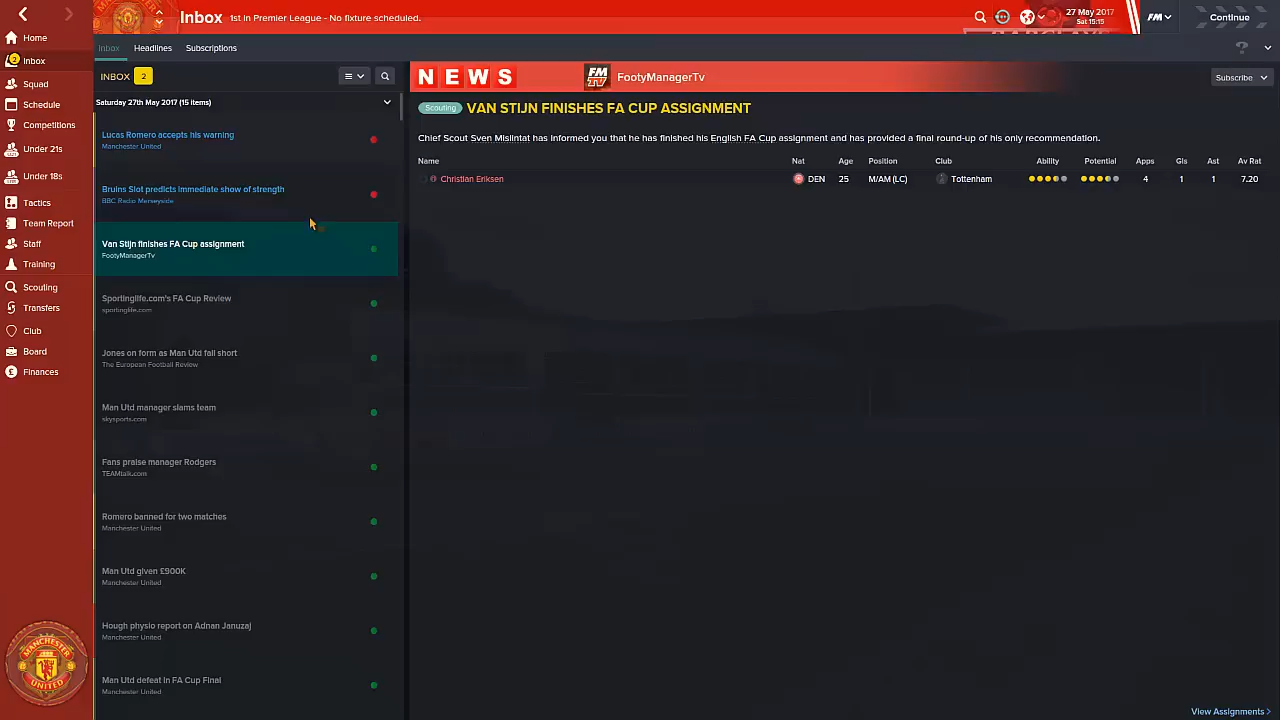 Inbox 1st in Premier League - No fixture scheduled.
27 May 2017
Sat 15:15
FM
Continue
Home
Inbox
Squad
Schedule
Competitions
Under 21s
Under 18s
Tactics
Team Report
Staff
Training
Scouting
Transfers
Club
Board
Finances
MANCHESTER
UNITED
Inbox Headlines Subscriptions
INBOX 2
Saturday 27th May 2017 (15 items)
Lucas Romero accepts his warning
Manchester United
Bruins Slot predicts immediate show of strength
BBC Radio Merseyside
Van Stijn finishes FA Cup assignment
FootyManagerTv
Sportinglife.com's FA Cup Review
sportinglife.com
Jones on form as Man Utd fall short
The European Football Review
Man Utd manager slams team
skysports.com
Fans praise manager Rodgers
TEAMtalk.com
Romero banned for two matches
Manchester United
Man Utd given £900K
Manchester United
Hough physio report on Adnan Januzaj
Manchester United
Man Utd defeat in FA Cup Final
Manchester United
NEWS
FM
TV
FootyManagerTv
Subscribe
Scouting VAN STIJN FINISHES FA CUP ASSIGNMENT
Chief Scout Sven Mislintat has informed you that he has finished his English FA Cup assignment and has provided a final round-up of his only recommendation.
Name Nat Age Position Club Ability Potential Apps Gls Ast Av Rat
Christian Eriksen DEN 25 M/AM (LC) Tottenham 4 1 1 7.20
View Assignments >